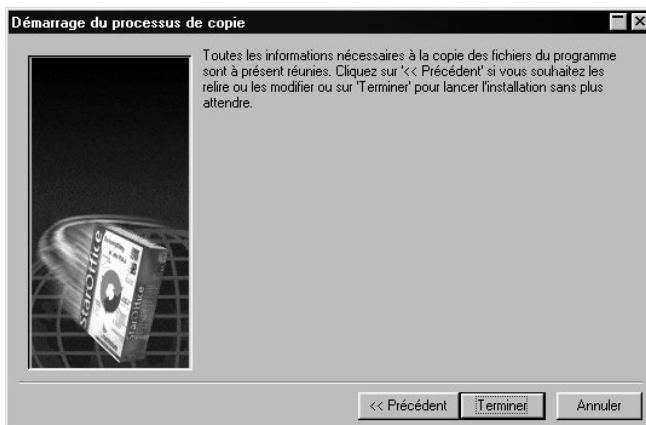 Démarrage du processus de copie
Toutes les informations nécessaires à la copie des fichiers du programme
sont à présent réunies. Cliquez sur '<< Précédent' si vous souhaitez les
relire ou les modifier ou sur 'Terminer' pour lancer l'installation sans plus
attendre.
StarOffice
StarOffice
<< Précédent
Terminer
Annuler